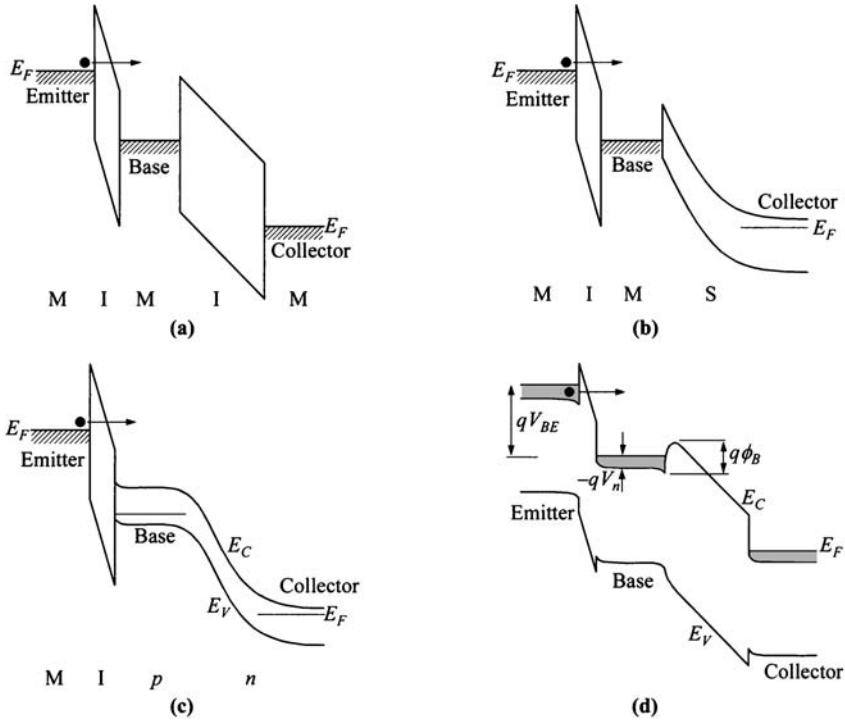 E_F
Emitter
Base
E_F
Collector
M I M I M
(a)
E_F
Emitter
Base
Collector
E_F
M I M S
(b)
E_F
Emitter
Base
E_C
E_V
Collector
E_F
M I p n
(c)
qV_BE
−qV_n
qϕ_B
E_C
Emitter
E_F
Base
E_V
Collector
(d)